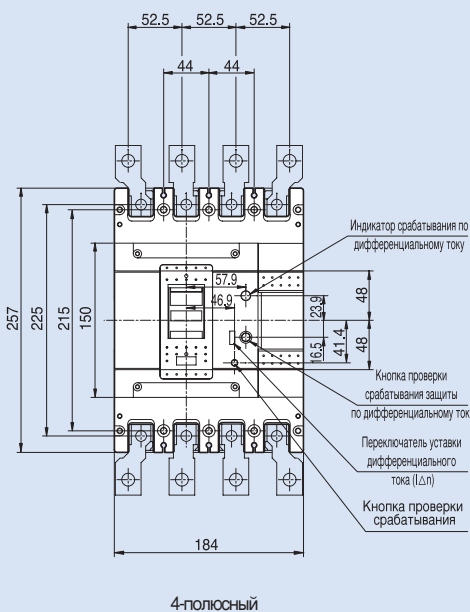 52.5 52.5 52.5
44 44
Индикатор срабатывания по
дифференциальному току
57.9
46.9
23.9
48
257
225
215
150
16.5
41.4
48
Кнопка проверки
срабатывания защиты
по дифференциальному ток
Переключатель уставки
дифференциального
тока (I△n)
Кнопка проверки
срабатывания
184
4-полюсный